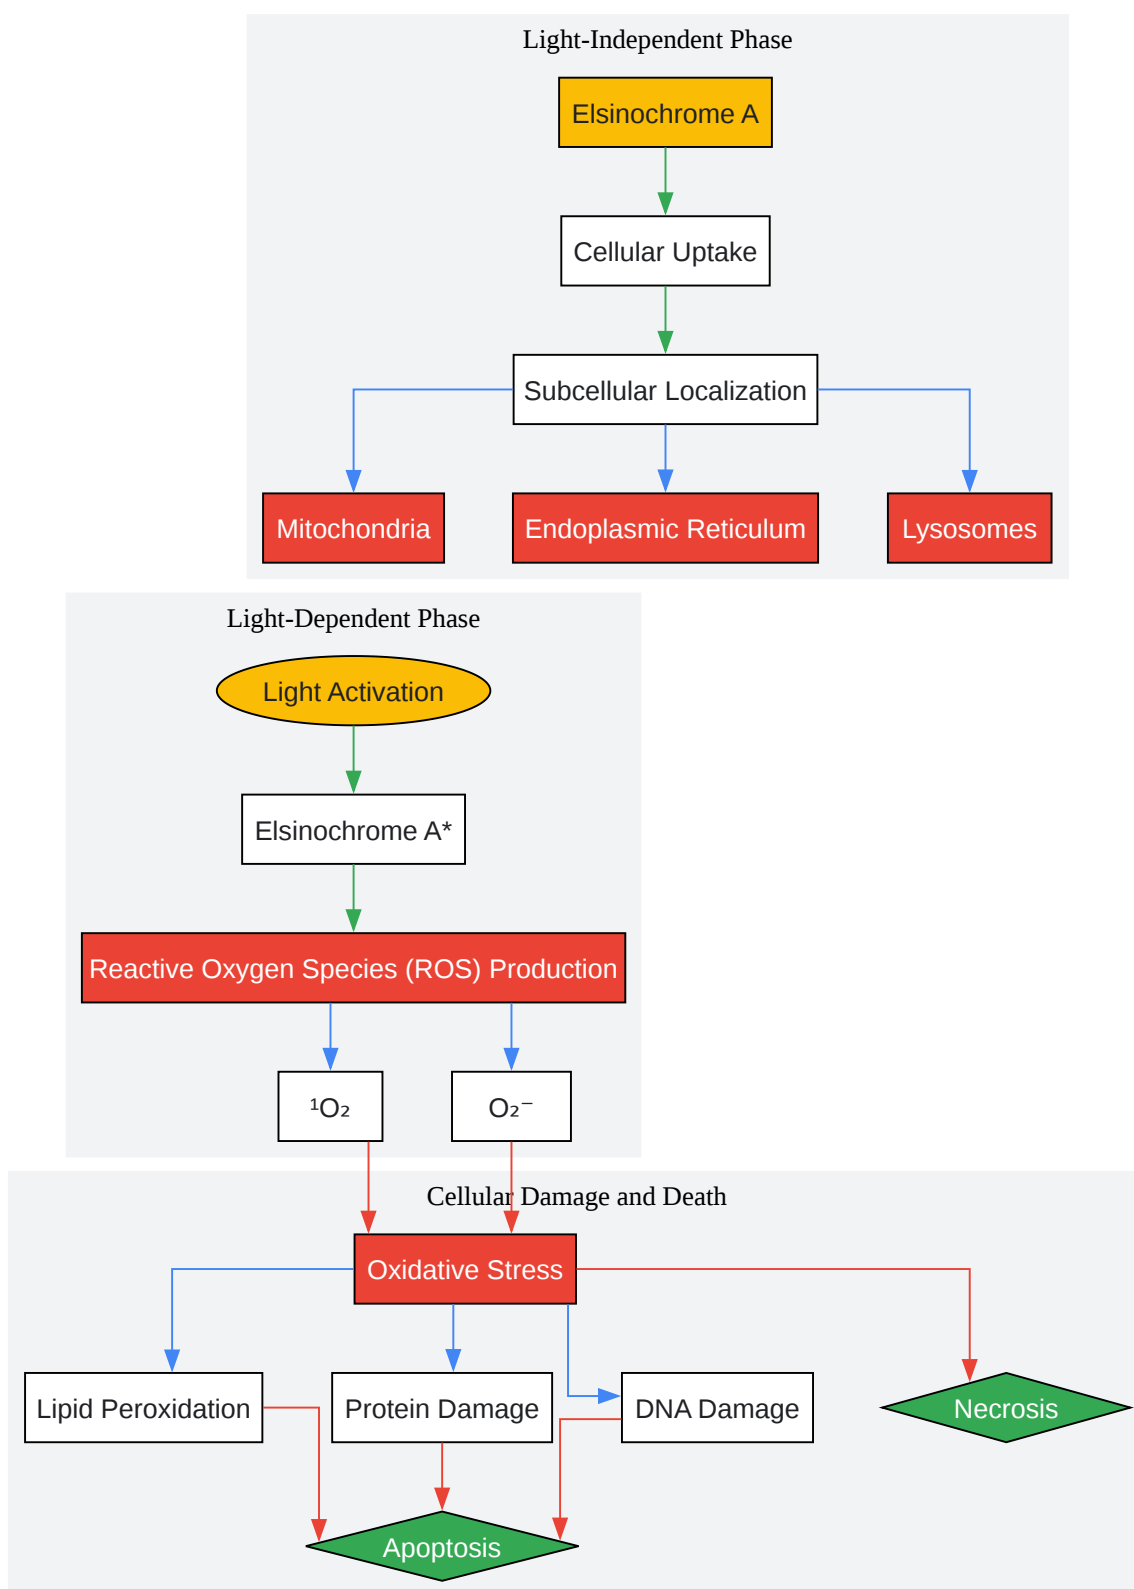 Light-Independent Phase
Elsinochrome A
Cellular Uptake
Subcellular Localization
Mitochondria
Endoplasmic Reticulum
Lysosomes
Light-Dependent Phase
Light Activation
Elsinochrome A*
Reactive Oxygen Species (ROS) Production
¹O₂
O₂⁻
Cellular Damage and Death
Oxidative Stress
Lipid Peroxidation
Protein Damage
DNA Damage
Necrosis
Apoptosis